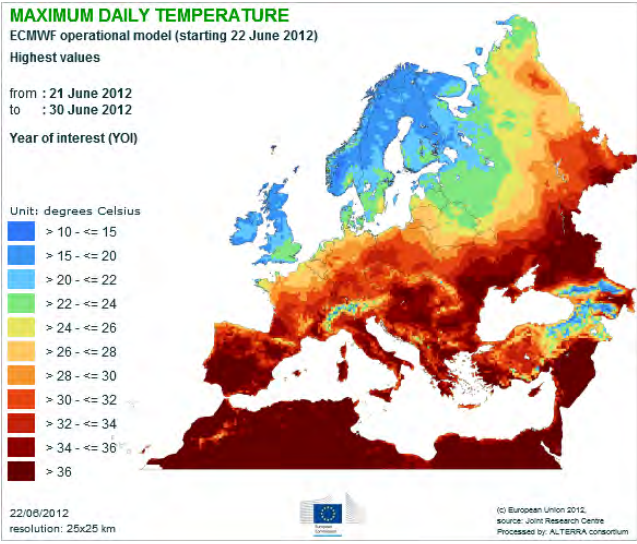 MAXIMUM DAILY TEMPERATURE
ECMWF operational model (starting 22 June 2012)
Highest values
from : 21 June 2012
to : 30 June 2012
Year of interest (YOI)
Unit: degrees Celsius
> 10 - <= 15
> 15 - <= 20
> 20 - <= 22
> 22 - <= 24
> 24 - <= 26
> 26 - <= 28
> 28 - <= 30
> 30 - <= 32
> 32 - <= 34
> 34 - <= 36
> 36
22/06/2012
resolution: 25x25 km
European
Commission
(c) European Union 2012,
source: Joint Research Centre
Processed by: ALTERRA consortium